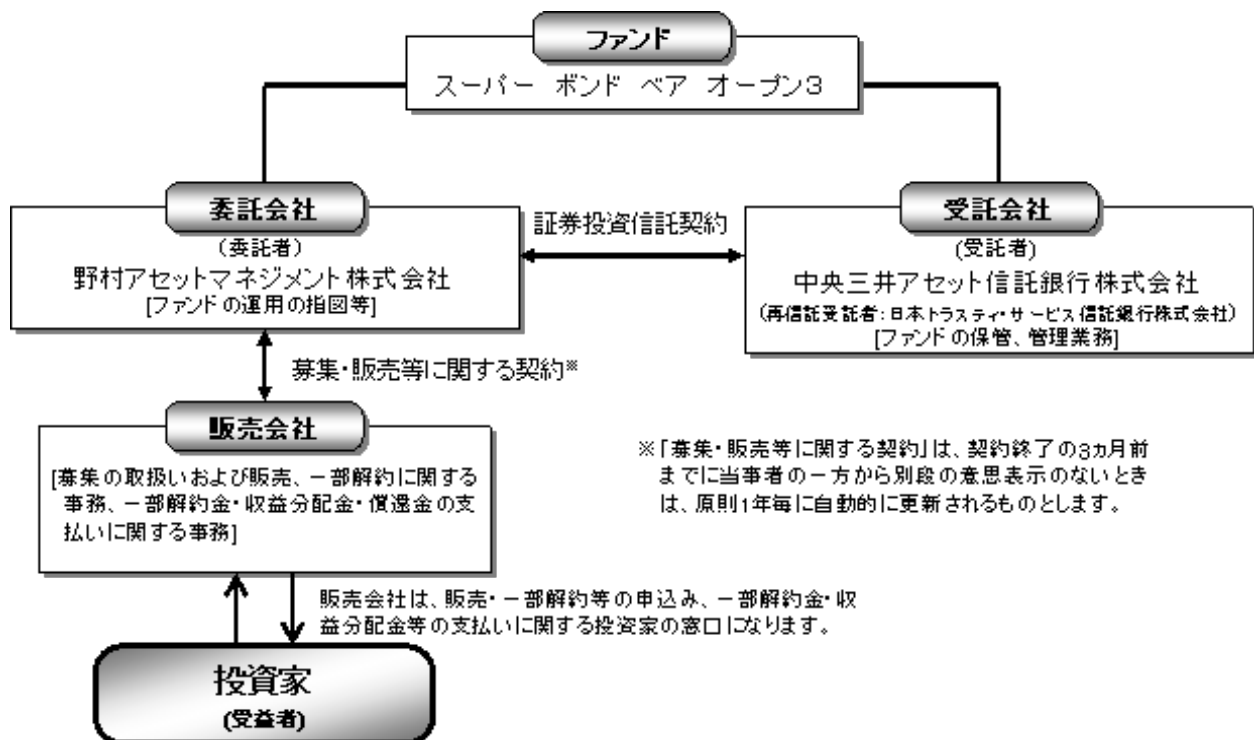 ファンド
スーパー ボンド ベア オープン3
委託会社
(委託者)
野村アセットマネジメント株式会社
[ファンドの運用の指図等]
証券投資信託契約
受託会社
(受託者)
中央三井アセット信託銀行株式会社
(再信託受託者:日本トラスティ・サービス信託銀行株式会社)
[ファンドの保管、管理業務]
募集・販売等に関する契約※
販売会社
[募集の取扱いおよび販売、一部解約に関する
事務、一部解約金・収益分配金・償還金の支
払いに関する事務]
※「募集・販売等に関する契約」は、契約終了の3ヵ月前
までに当事者の一方から別段の意思表示のないとき
は、原則1年毎に自動的に更新されるものとします。
販売会社は、販売・一部解約等の申込み、一部解約金・収
益分配金等の支払いに関する投資家の窓口になります。
投資家
(受益者)